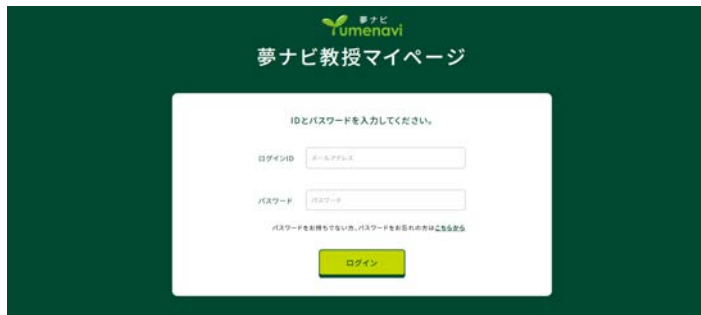 夢ナビ
Yumenavi
夢ナビ教授マイページ
IDとパスワードを入力してください。
ログインID
メールアドレス
パスワード
パスワード
パスワードをお持ちでない方、パスワードをお忘れの方はこちらから
ログイン